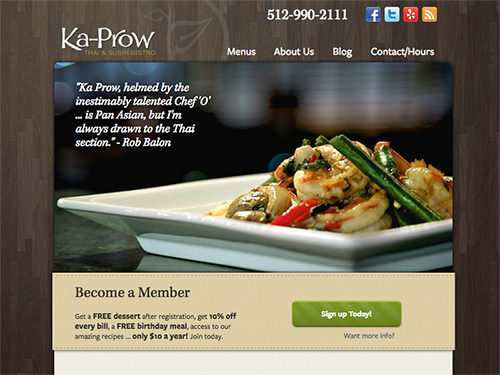 512-990-2111
Ka-Prow
THAI & SUSHI BISTRO
Menus About Us Blog Contact/Hours
"Ka Prow, helmed by the
inestimably talented Chef 'O'
... is Pan Asian, but I'm
always drawn to the Thai
section." - Rob Balon
Become a Member
Get a FREE dessert after registration, get 10% off
every bill, a FREE birthday meal, access to our
amazing recipes ... only $10 a year! Join today.
Sign up Today!
Want more info?